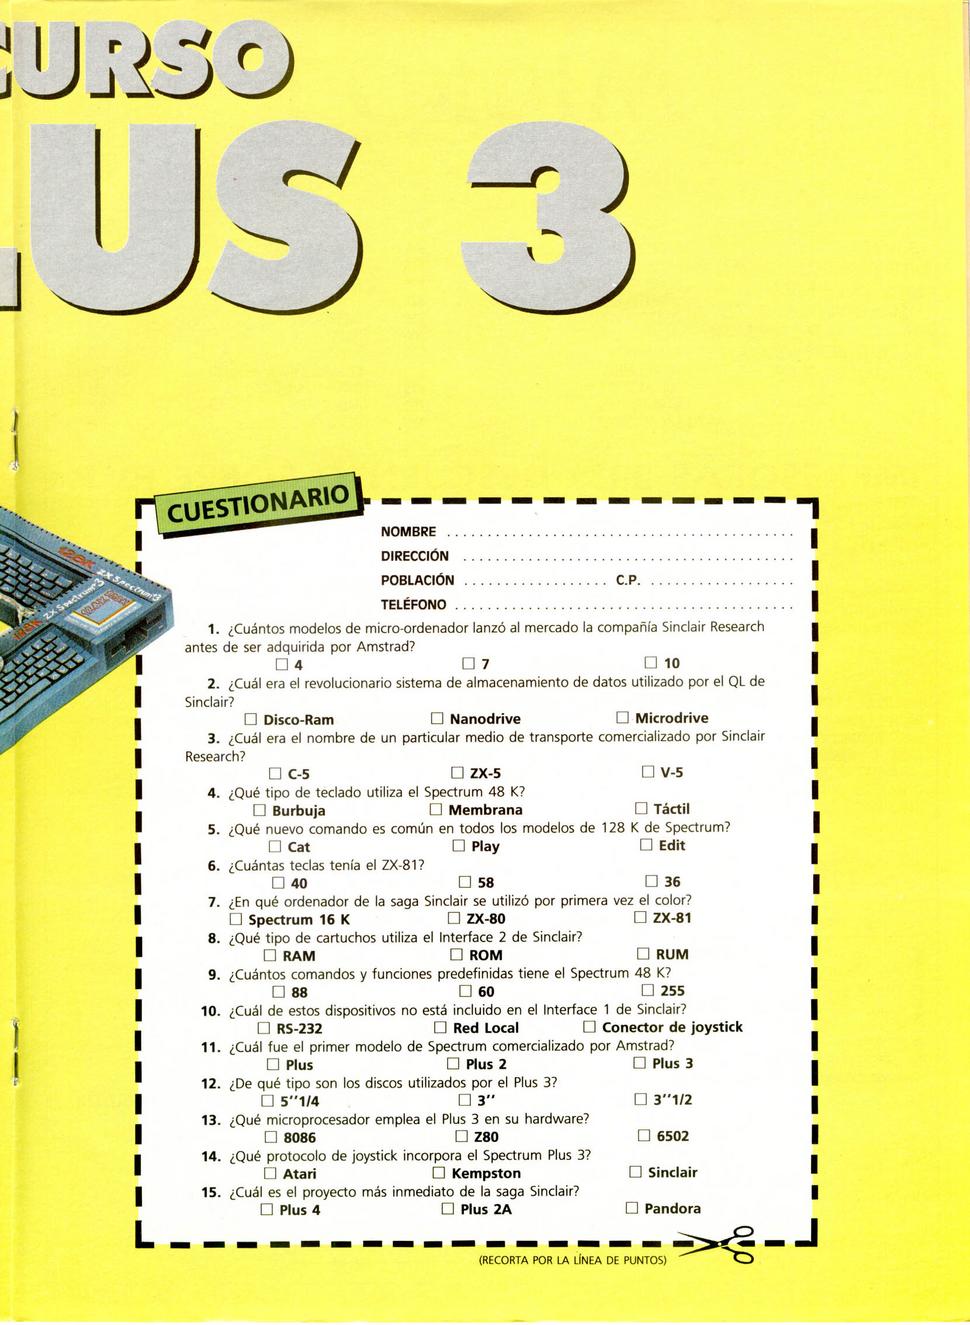 CURSO
LUS 3
CUESTIONARIO
NOMBRE
DIRECCIÓN
POBLACIÓN C.P.
TELÉFONO
1. ¿Cuántos modelos de micro-ordenador lanzó al mercado la compañía Sinclair Research
antes de ser adquirida por Amstrad?
4 7 10
2. ¿Cuál era el revolucionario sistema de almacenamiento de datos utilizado por el QL de
Sinclair?
Disco-Ram Nanodrive Microdrive
3. ¿Cuál era el nombre de un particular medio de transporte comercializado por Sinclair
Research?
C-5 ZX-5 V-5
4. ¿Qué tipo de teclado utiliza el Spectrum 48 K?
Burbuja Membrana Táctil
5. ¿Qué nuevo comando es común en todos los modelos de 128 K de Spectrum?
Cat Play Edit
6. ¿Cuántas teclas tenía el ZX-81?
40 58 36
7. ¿En qué ordenador de la saga Sinclair se utilizó por primera vez el color?
Spectrum 16 K ZX-80 ZX-81
8. ¿Qué tipo de cartuchos utiliza el Interface 2 de Sinclair?
RAM ROM RUM
9. ¿Cuántos comandos y funciones predefinidas tiene el Spectrum 48 K?
88 60 255
10. ¿Cuál de estos dispositivos no está incluido en el Interface 1 de Sinclair?
RS-232 Red Local Conector de joystick
11. ¿Cuál fue el primer modelo de Spectrum comercializado por Amstrad?
Plus Plus 2 Plus 3
12. ¿De qué tipo son los discos utilizados por el Plus 3?
5''1/4 3'' 3''1/2
13. ¿Qué microprocesador emplea el Plus 3 en su hardware?
8086 Z80 6502
14. ¿Qué protocolo de joystick incorpora el Spectrum Plus 3?
Atari Kempston Sinclair
15. ¿Cuál es el proyecto más inmediato de la saga Sinclair?
Plus 4 Plus 2A Pandora
(RECORTA POR LA LÍNEA DE PUNTOS)
128K ZX Spectrum+3
128K ZX Spectrum+3